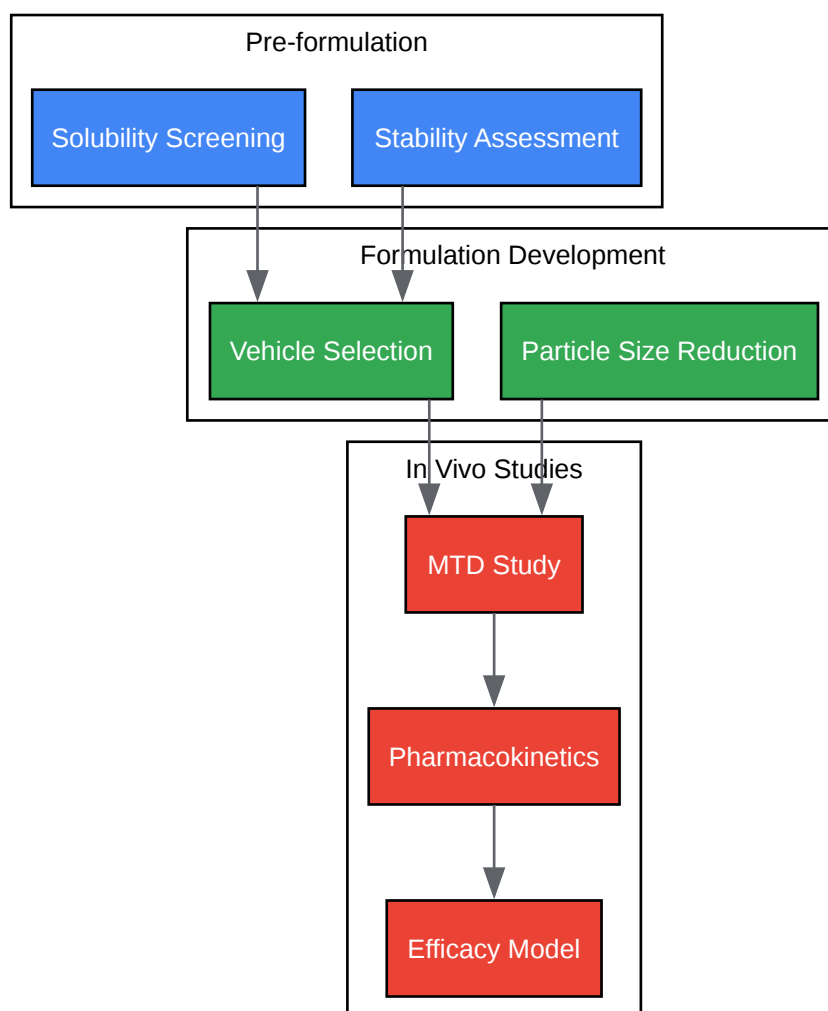 Pre-formulation
Solubility Screening
Stability Assessment
Formulation Development
Vehicle Selection
Particle Size Reduction
In Vivo Studies
MTD Study
Pharmacokinetics
Efficacy Model